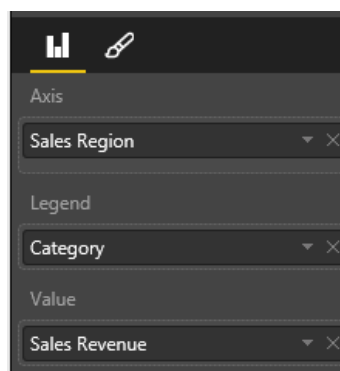 Axis
Sales Region
Legend
Category
Value
Sales Revenue